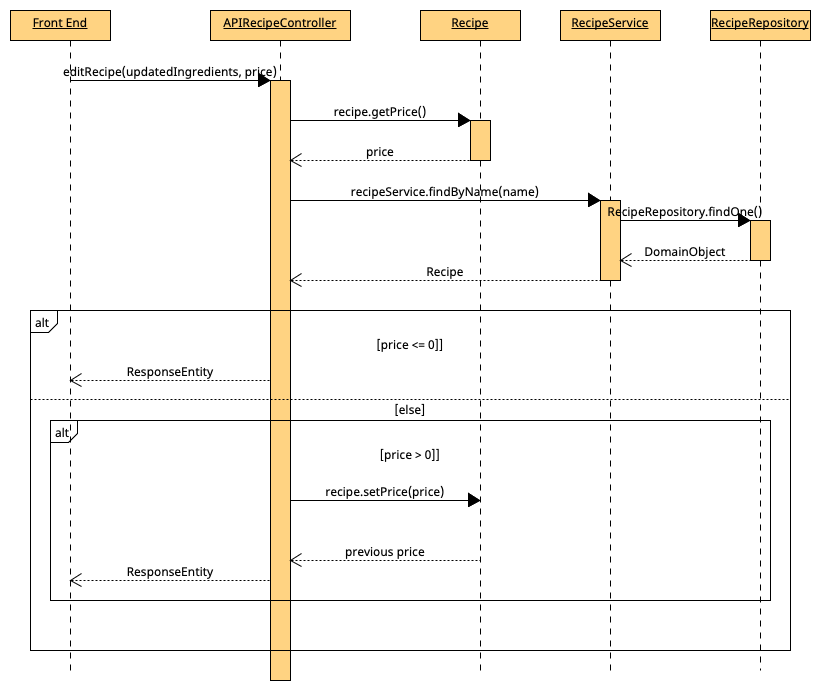 Front End
APIRecipeController
Recipe
RecipeService
RecipeRepository
editRecipe(updatedIngredients, price)
recipe.getPrice()
price
recipeService.findByName(name)
RecipeRepository.findOne()
DomainObject
Recipe
alt
[price <= 0]]
ResponseEntity
[else]
alt
[price > 0]]
recipe.setPrice(price)
previous price
ResponseEntity